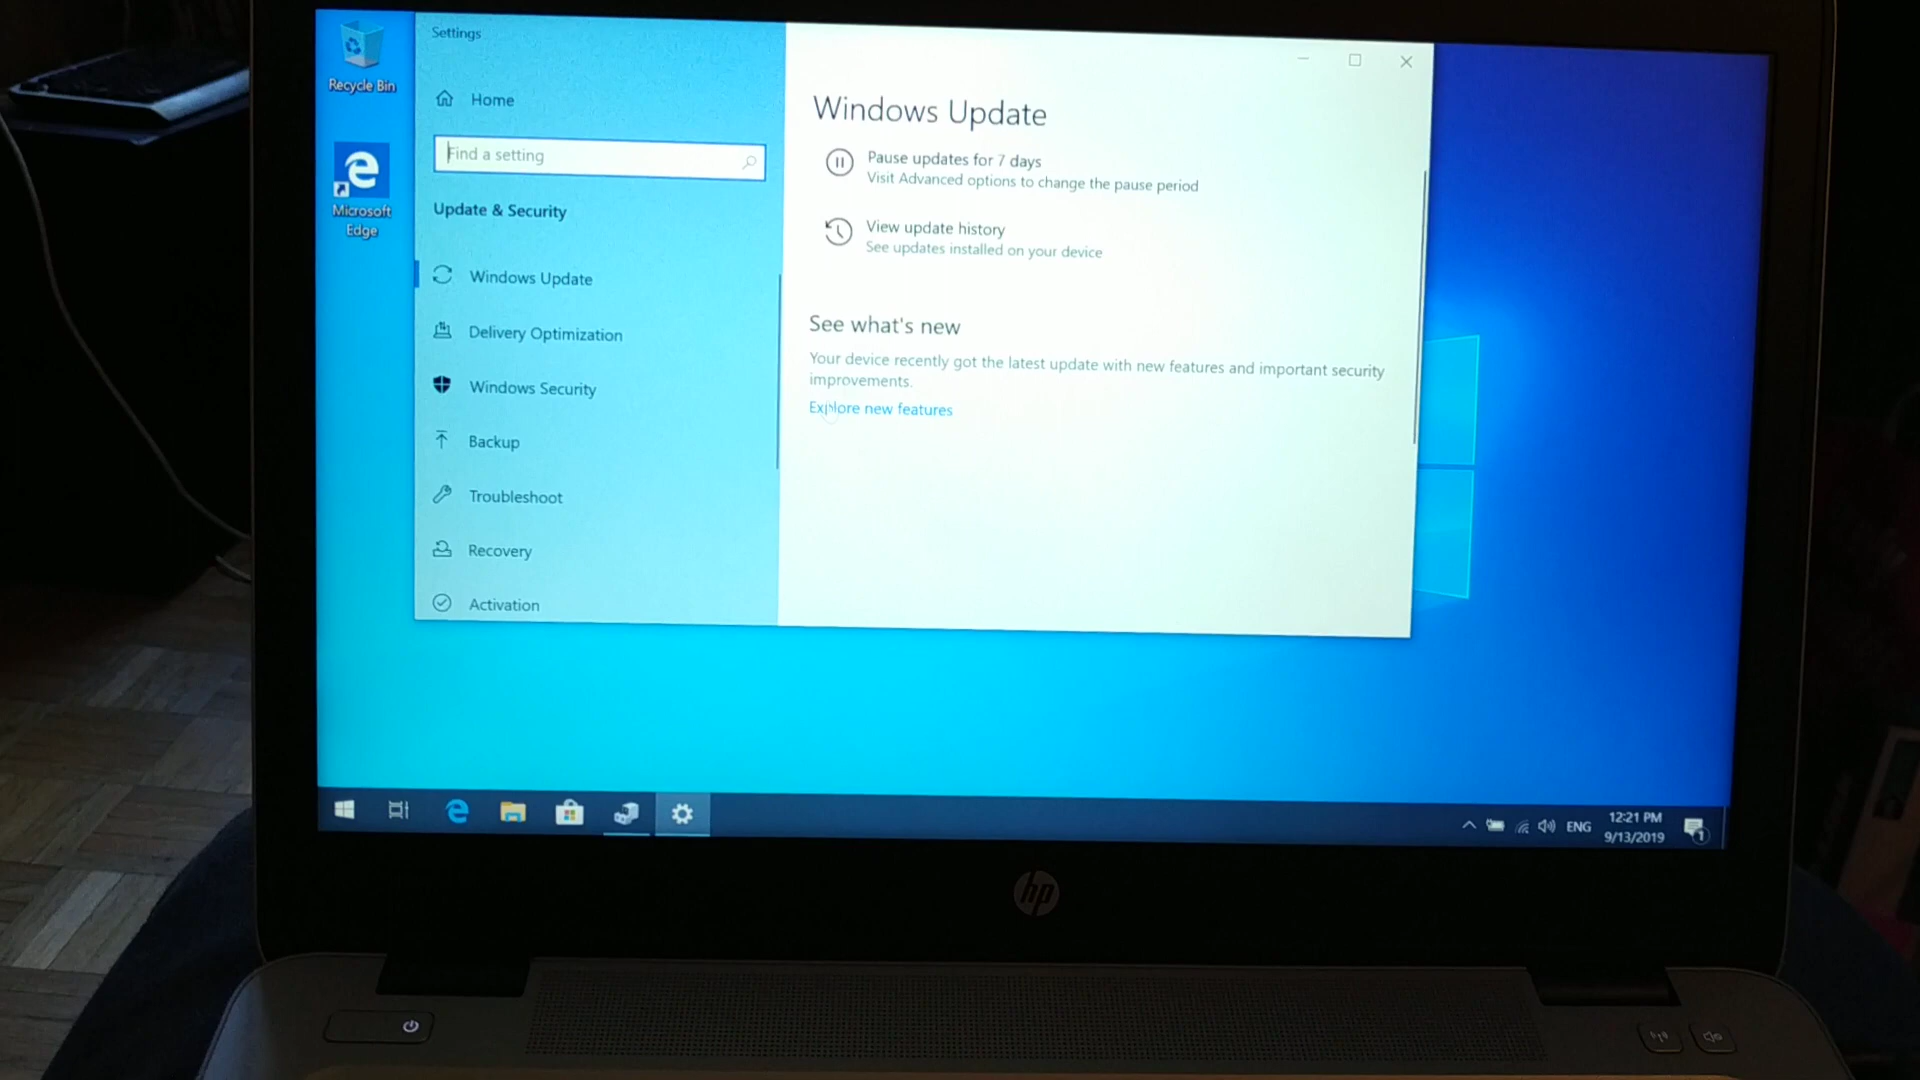 Recycle Bin
Microsoft
Edge
Settings
Home
Find a setting
Update & Security
Windows Update
Delivery Optimization
Windows Security
Backup
Troubleshoot
Recovery
Activation
Windows Update
Pause updates for 7 days
Visit Advanced options to change the pause period
View update history
See updates installed on your device
See what's new
Your device recently got the latest update with new features and important security
improvements.
Explore new features
ENG
12:21 PM
9/13/2019
1
hp